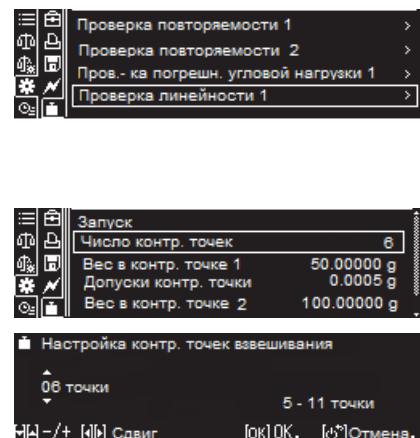 Проверка повторяемости 1 >
Проверка повторяемости 2 >
Пров.- ка погрешн. угловой нагрузки 1 >
Проверка линейности 1 >
Запуск
Число контр. точек 6
Вес в контр. точке 1 50.00000 g
Допуски контр. точки 0.0005 g
Вес в контр. точке 2 100.00000 g
Настройка контр. точек взвешивания
06 точки
5 - 11 точки
-/+ Сдвиг [OK]OK. Отмена.